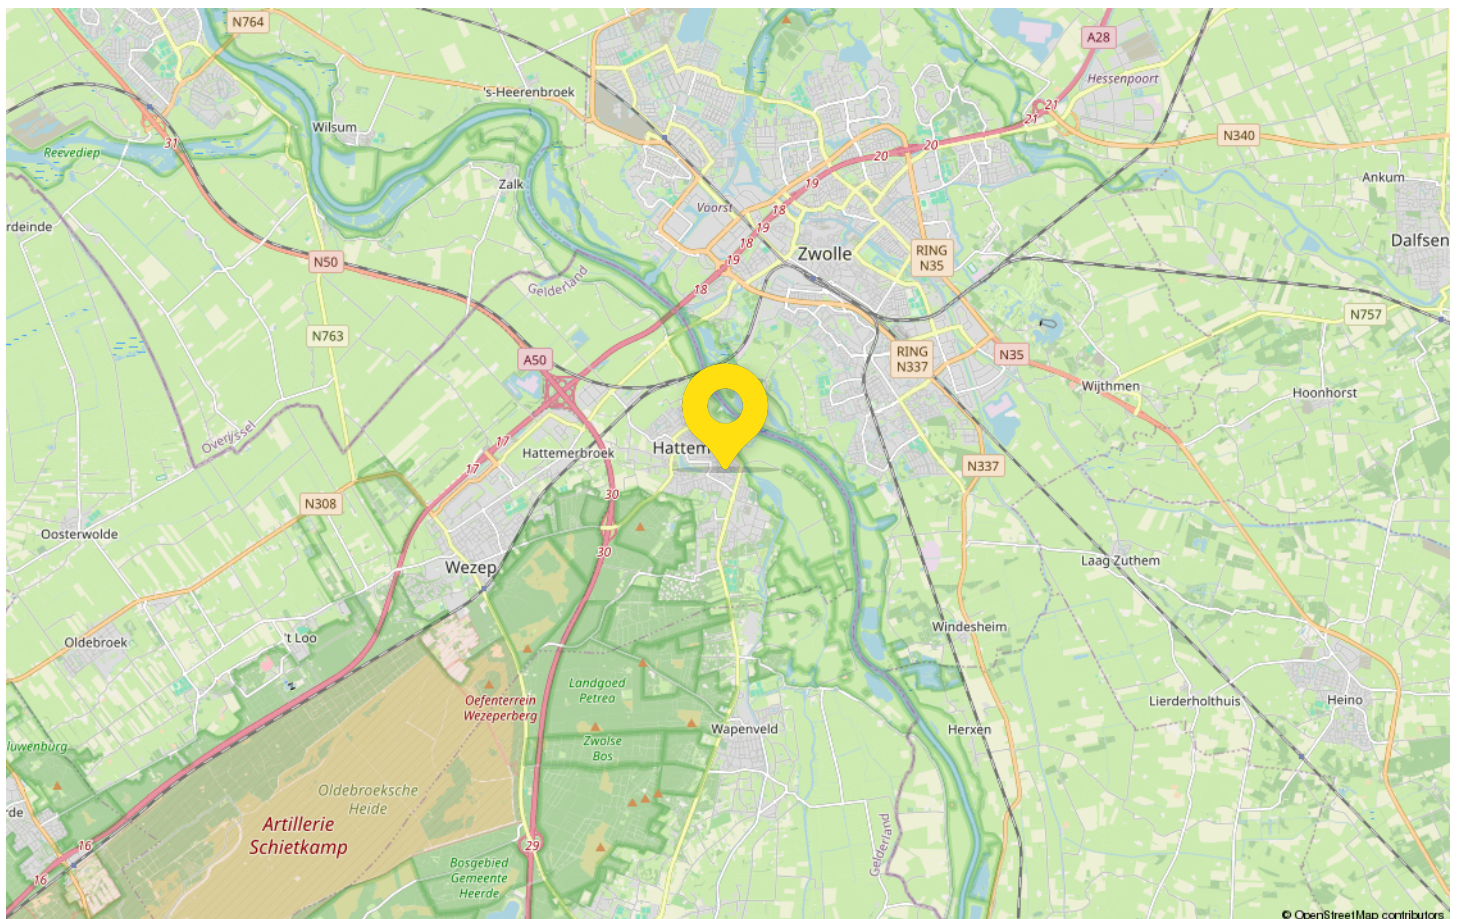 N764
A28
Hessenpoort
's-Heerenbroek
21
21
Wilsum
31
N340
Reevediep
20
20
19
Ankum
Zalk
18
Voorst
rdeinde
19
Dalfsen
18
Zwolle
RING
N35
N50
19
Gelderland
18
N757
N763
A50
RING
N337
N35
Wijthmen
Hoonhorst
Overijssel
17
Hattem
Hattemerbroek
17
N337
30
N308
Oosterwolde
30
Laag Zuthem
Wezep
Windesheim
't Loo
Oldebroek
Landgoed
Petrea
Oefenterrein
Wezeperberg
Lierderholthuis
Heino
Wapenveld
Herxen
luwenburg
Zwolse
Bos
Oldebroeksche
Heide
rde
Artillerie
Schietkamp
16
29
Gelderland
Bosgebied
Gemeente
Heerde
16
© OpenStreetMap contributors